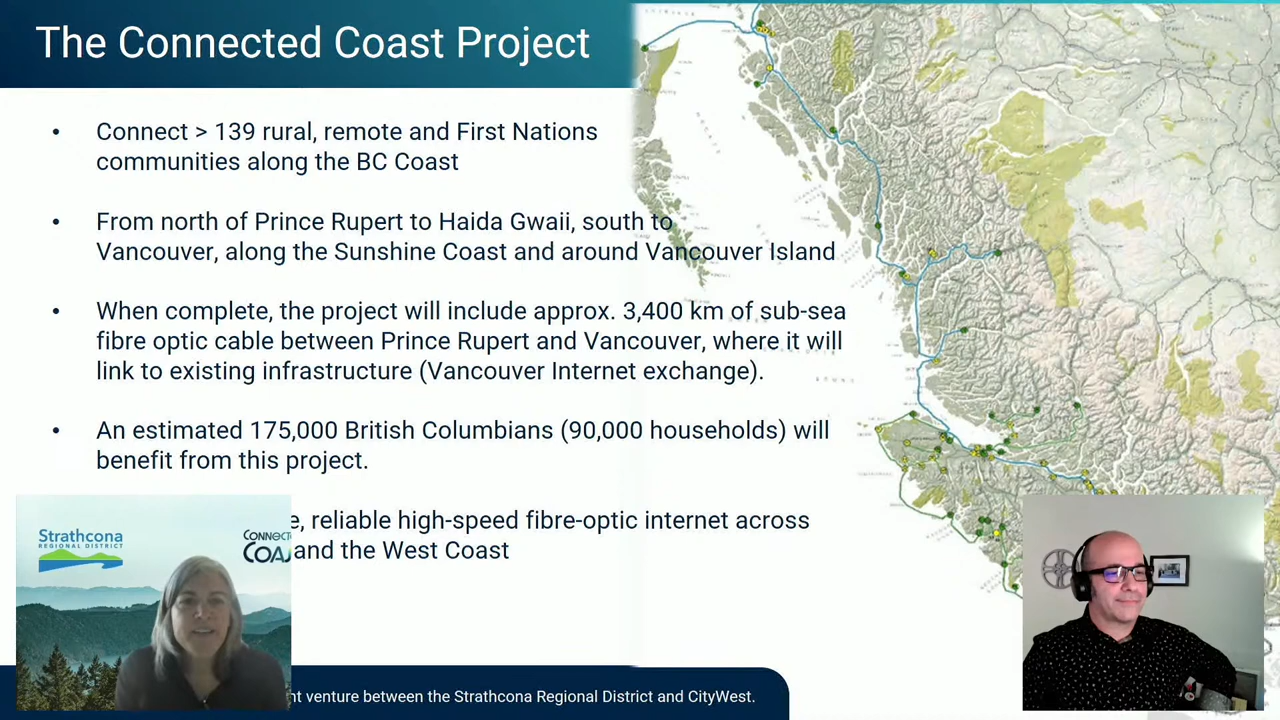 The Connected Coast Project
• Connect > 139 rural, remote and First Nations
communities along the BC Coast
• From north of Prince Rupert to Haida Gwaii, south to
Vancouver, along the Sunshine Coast and around Vancouver Island
• When complete, the project will include approx. 3,400 km of sub-sea
fibre optic cable between Prince Rupert and Vancouver, where it will
link to existing infrastructure (Vancouver Internet exchange).
• An estimated 175,000 British Columbians (90,000 households) will
benefit from this project.
e, reliable high-speed fibre-optic internet across
and the West Coast
Strathcona
REGIONAL DISTRICT
CONNECT
COA
nt venture between the Strathcona Regional District and CityWest.